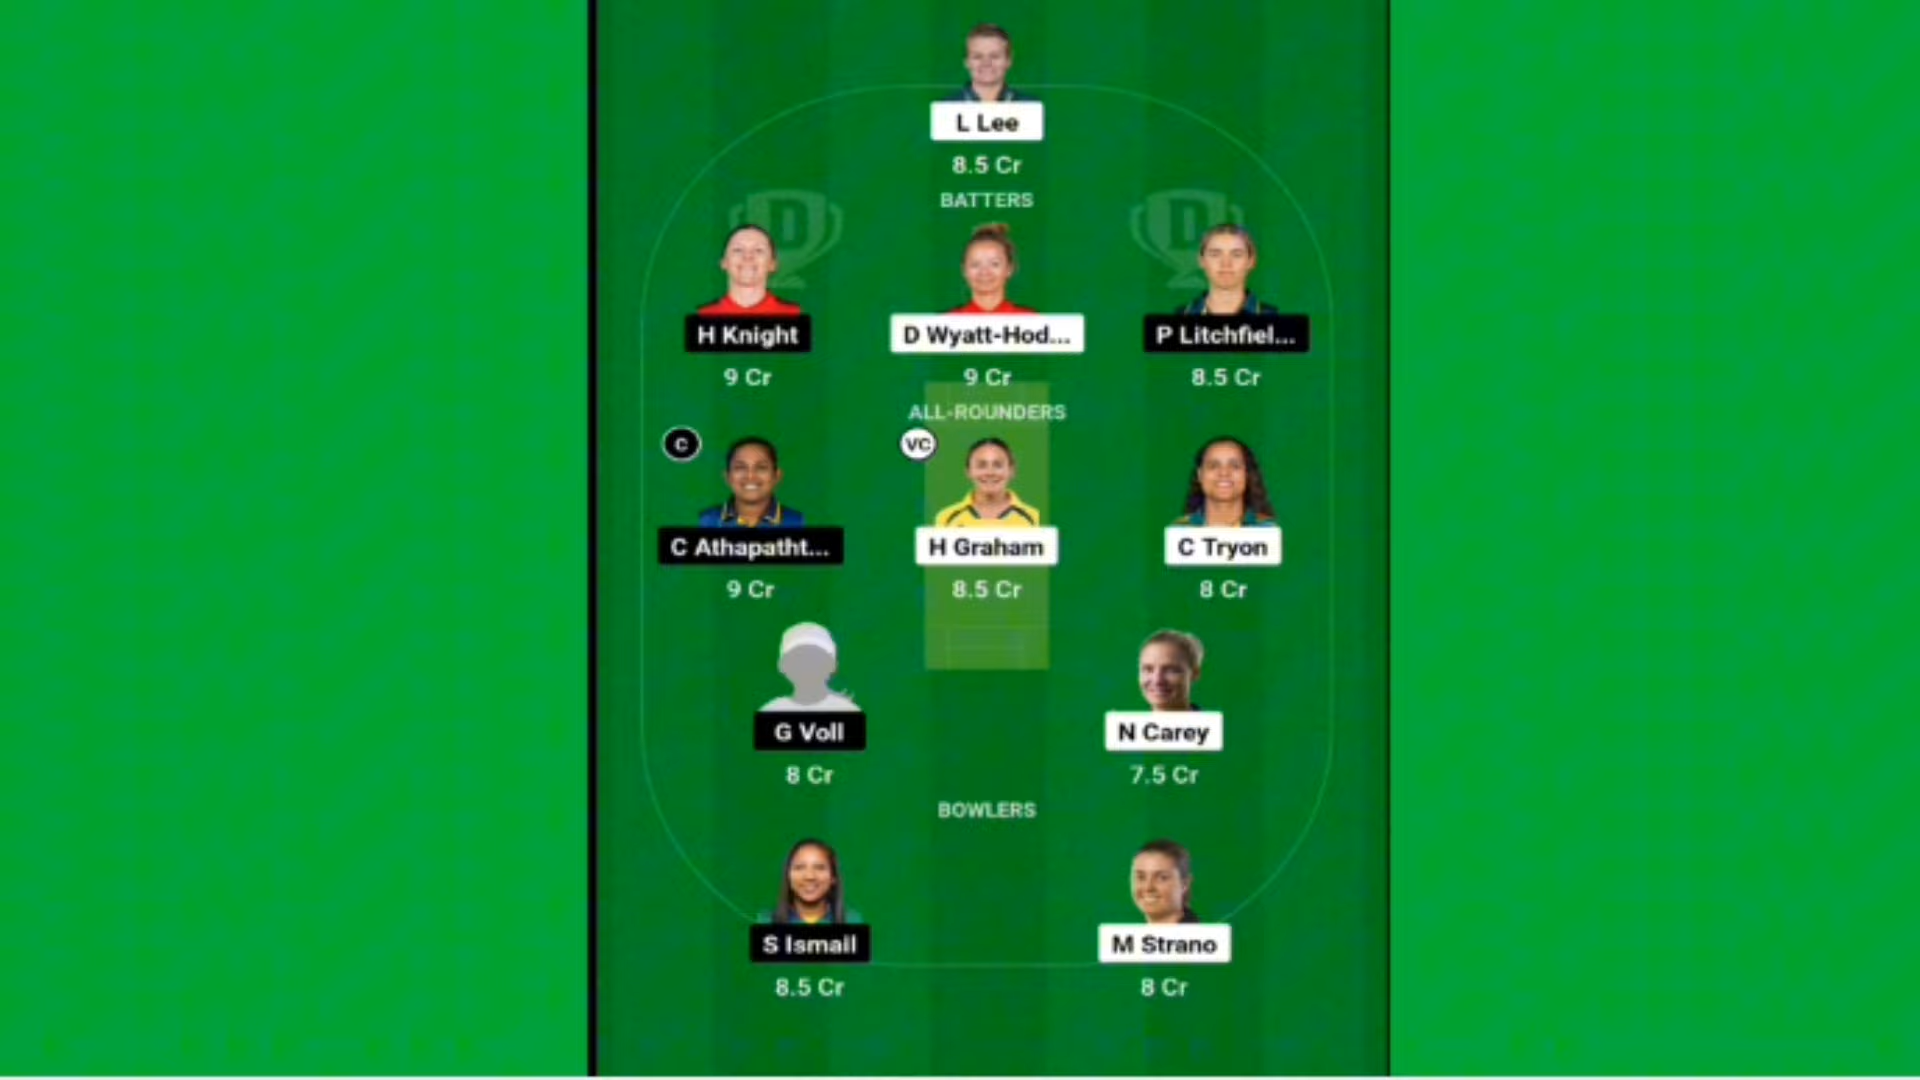 L Lee
8.5 Cr
BATTERS
H Knight
D Wyatt-Hod...
P Litchfiel...
9 Cr
9 Cr
8.5 Cr
ALL-ROUNDERS
C
VC
C Athapatht...
H Graham
C Tryon
9 Cr
8.5 Cr
8 Cr
G Voll
N Carey
8 Cr
7.5 Cr
BOWLERS
S Ismail
M Strano
8.5 Cr
8 Cr